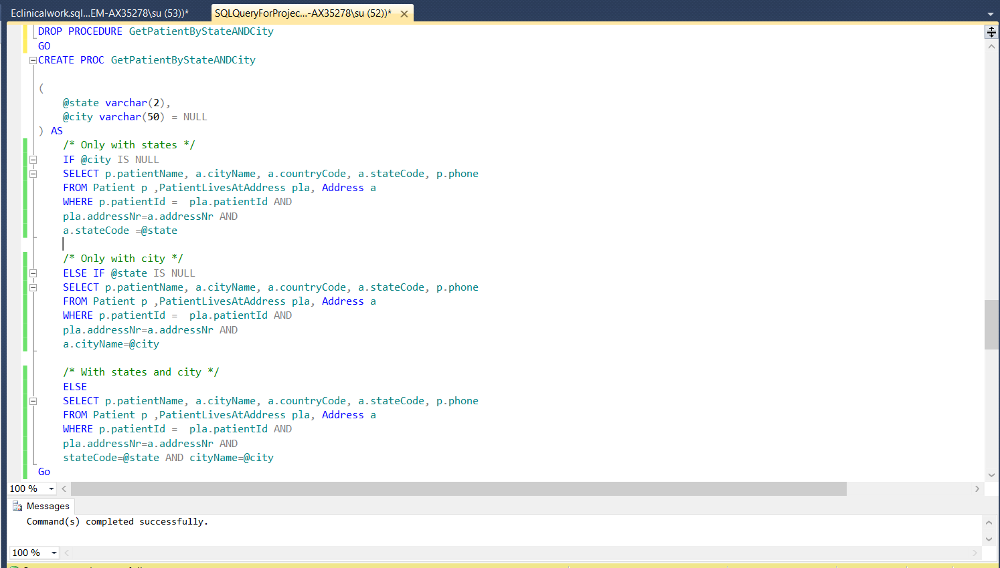 Eclinicalwork.sql...EM-AX35278\su (53))* SQLQueryForProjec...-AX35278\su (52))*
DROP PROCEDURE GetPatientByStateANDCity
GO
CREATE PROC GetPatientByStateANDCity
(
@state varchar(2),
@city varchar(50) = NULL
) AS
/* Only with states */
IF @city IS NULL
SELECT p.patientName, a.cityName, a.countryCode, a.stateCode, p.phone
FROM Patient p ,PatientLivesAtAddress pla, Address a
WHERE p.patientId =  pla.patientId AND
pla.addressNr=a.addressNr AND
a.stateCode =@state
/* Only with city */
ELSE IF @state IS NULL
SELECT p.patientName, a.cityName, a.countryCode, a.stateCode, p.phone
FROM Patient p ,PatientLivesAtAddress pla, Address a
WHERE p.patientId =  pla.patientId AND
pla.addressNr=a.addressNr AND
a.cityName=@city
/* With states and city */
ELSE
SELECT p.patientName, a.cityName, a.countryCode, a.stateCode, p.phone
FROM Patient p ,PatientLivesAtAddress pla, Address a
WHERE p.patientId =  pla.patientId AND
pla.addressNr=a.addressNr AND
stateCode=@state AND cityName=@city
Go
100 %
Messages
Command(s) completed successfully.
100 %